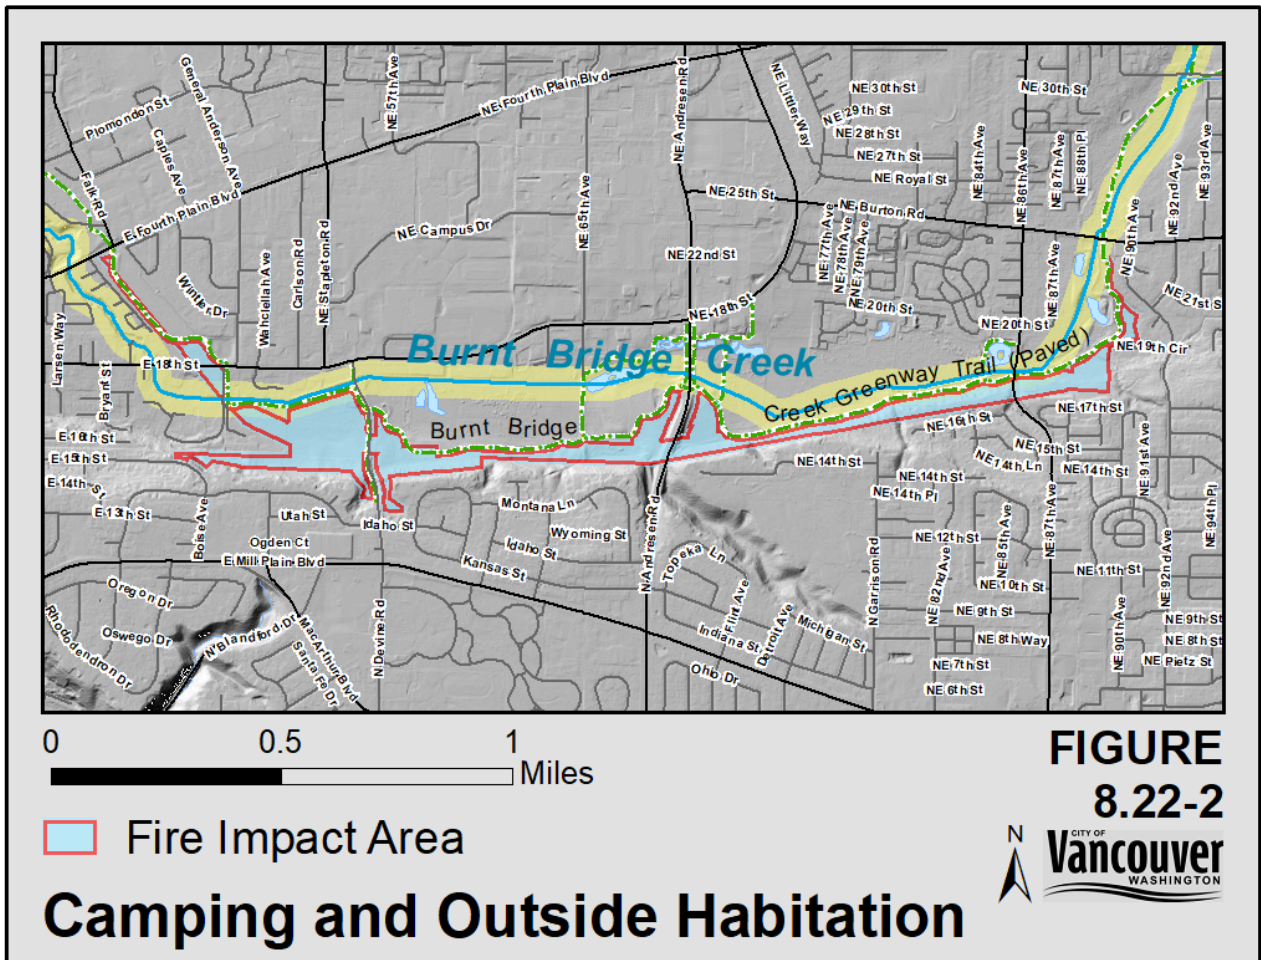 General Anderson Ave
NE 57th Ave
NE Fourth Plain Blvd
NE Andresen Rd
NE Littler Way
NE 30th St
NE 30th St
Plomondon St
NE 29th St
NE 28th St
Caples Ave
NE 27th St
NE 84th Ave
NE 86th Ave
NE 87th Ave
NE 88th Pl
NE 92nd Ave
NE 93rd Ave
Falk Rd
NE Royal St
NE 25th St
NE Burton Rd
E Fourth Plain Blvd
NE 65th Ave
NE Campus Dr
NE 77th Ave
NE 78th Ave
NE 79th Ave
NE 90th Ave
NE 22nd St
Wahclellah Ave
Carlson Rd
NE Stapleton Rd
NE 87th Ave
Winkler Dr
NE 18th St
NE 20th St
NE 21st S
NE 20th St
Larsen Way
Burnt Bridge Creek
NE 19th Cir
E 18th St
Creek Greenway Trail (Paved)
Bryant St
NE 17th St
NE 16th St
Burnt Bridge
E 16th St
NE 15th St
E 15th St
NE 14th St
NE 14th Ln
NE 14th St
NE 91st Ave
NE 14th St
E 14th St
NE 14th Pl
NE 94th Pl
Montana Ln
E 13th St
Utah St
Idaho St
Boise Ave
Wyoming St
N Andresen Rd
NE 85th Ave
NE 87th Ave
NE 12th St
Ogden Ct
Idaho St
Topeka Ln
E Mill Plain Blvd
Kansas St
N Garrison Rd
NE 82nd Ave
NE 11th St
NE 92nd Ave
NE 10th St
Oregon Dr
Flint Ave
NE 9th St
NE 9th St
Rhododendron Dr
Oswego Dr
N Blandford Dr
MacArthur Blvd
Santa Fe Dr
N Devine Rd
Indiana St
Detroit Ave
Michigan St
NE 8th Way
NE 90th Ave
NE 8th St
NE 7th St
NE Pietz St
Ohio Dr
NE 6th St
0 0.5 1
Miles
FIGURE
8.22-2
Fire Impact Area
N
CITY OF
Vancouver
WASHINGTON
Camping and Outside Habitation